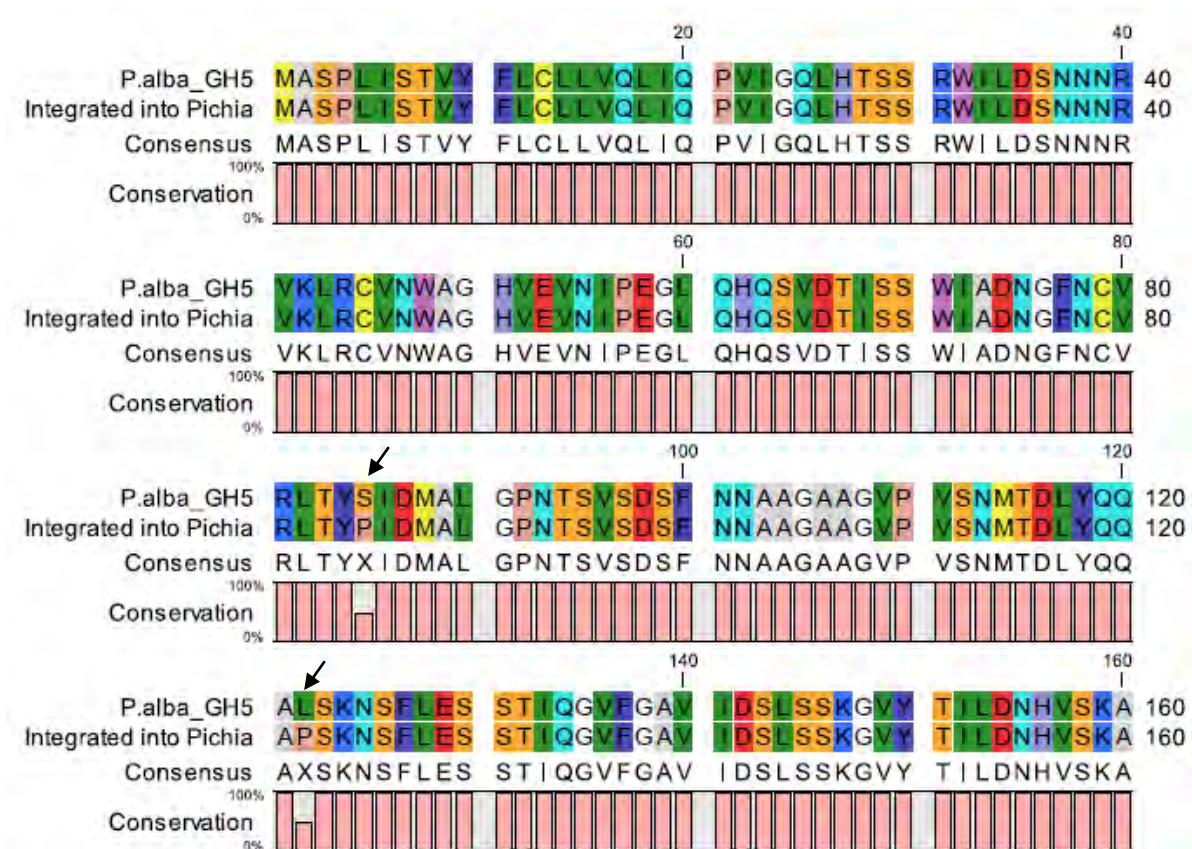 20 40
P.alba_GH5 MASPLISTVY FLCLLVQLIQ PVIGQLHTSS RWILDSNNNR 40
Integrated into Pichia MASPLISTVY FLCLLVQLIQ PVIGQLHTSS RWILDSNNNR 40
Consensus MASPLISTVY FLCLLVQLIQ PVIGQLHTSS RWILDSNNNR
100%
Conservation
0%
60 80
P.alba_GH5 VKLRCVNWAG HVEVNIPEGL QHQSVDTISS WIADNGFNCV 80
Integrated into Pichia VKLRCVNWAG HVEVNIPEGL QHQSVDTISS WIADNGFNCV 80
Consensus VKLRCVNWAG HVEVNIPEGL QHQSVDTISS WIADNGFNCV
100%
Conservation
0%
100 120
P.alba_GH5 RLTYSIDMAL GPNTSVSDSF NNAAGAAGVP VSNMTDLYQQ 120
Integrated into Pichia RLTYPIDMAL GPNTSVSDSF NNAAGAAGVP VSNMTDLYQQ 120
Consensus RLTYXIDMAL GPNTSVSDSF NNAAGAAGVP VSNMTDLYQQ
100%
Conservation
0%
140 160
P.alba_GH5 ALSKNSFLES STIQGVFGAV IDSLSSKGVY TILDNHVSKA 160
Integrated into Pichia APSKNSFLES STIQGVFGAV IDSLSSKGVY TILDNHVSKA 160
Consensus AXSKNSFLES STIQGVFGAV IDSLSSKGVY TILDNHVSKA
100%
Conservation
0%